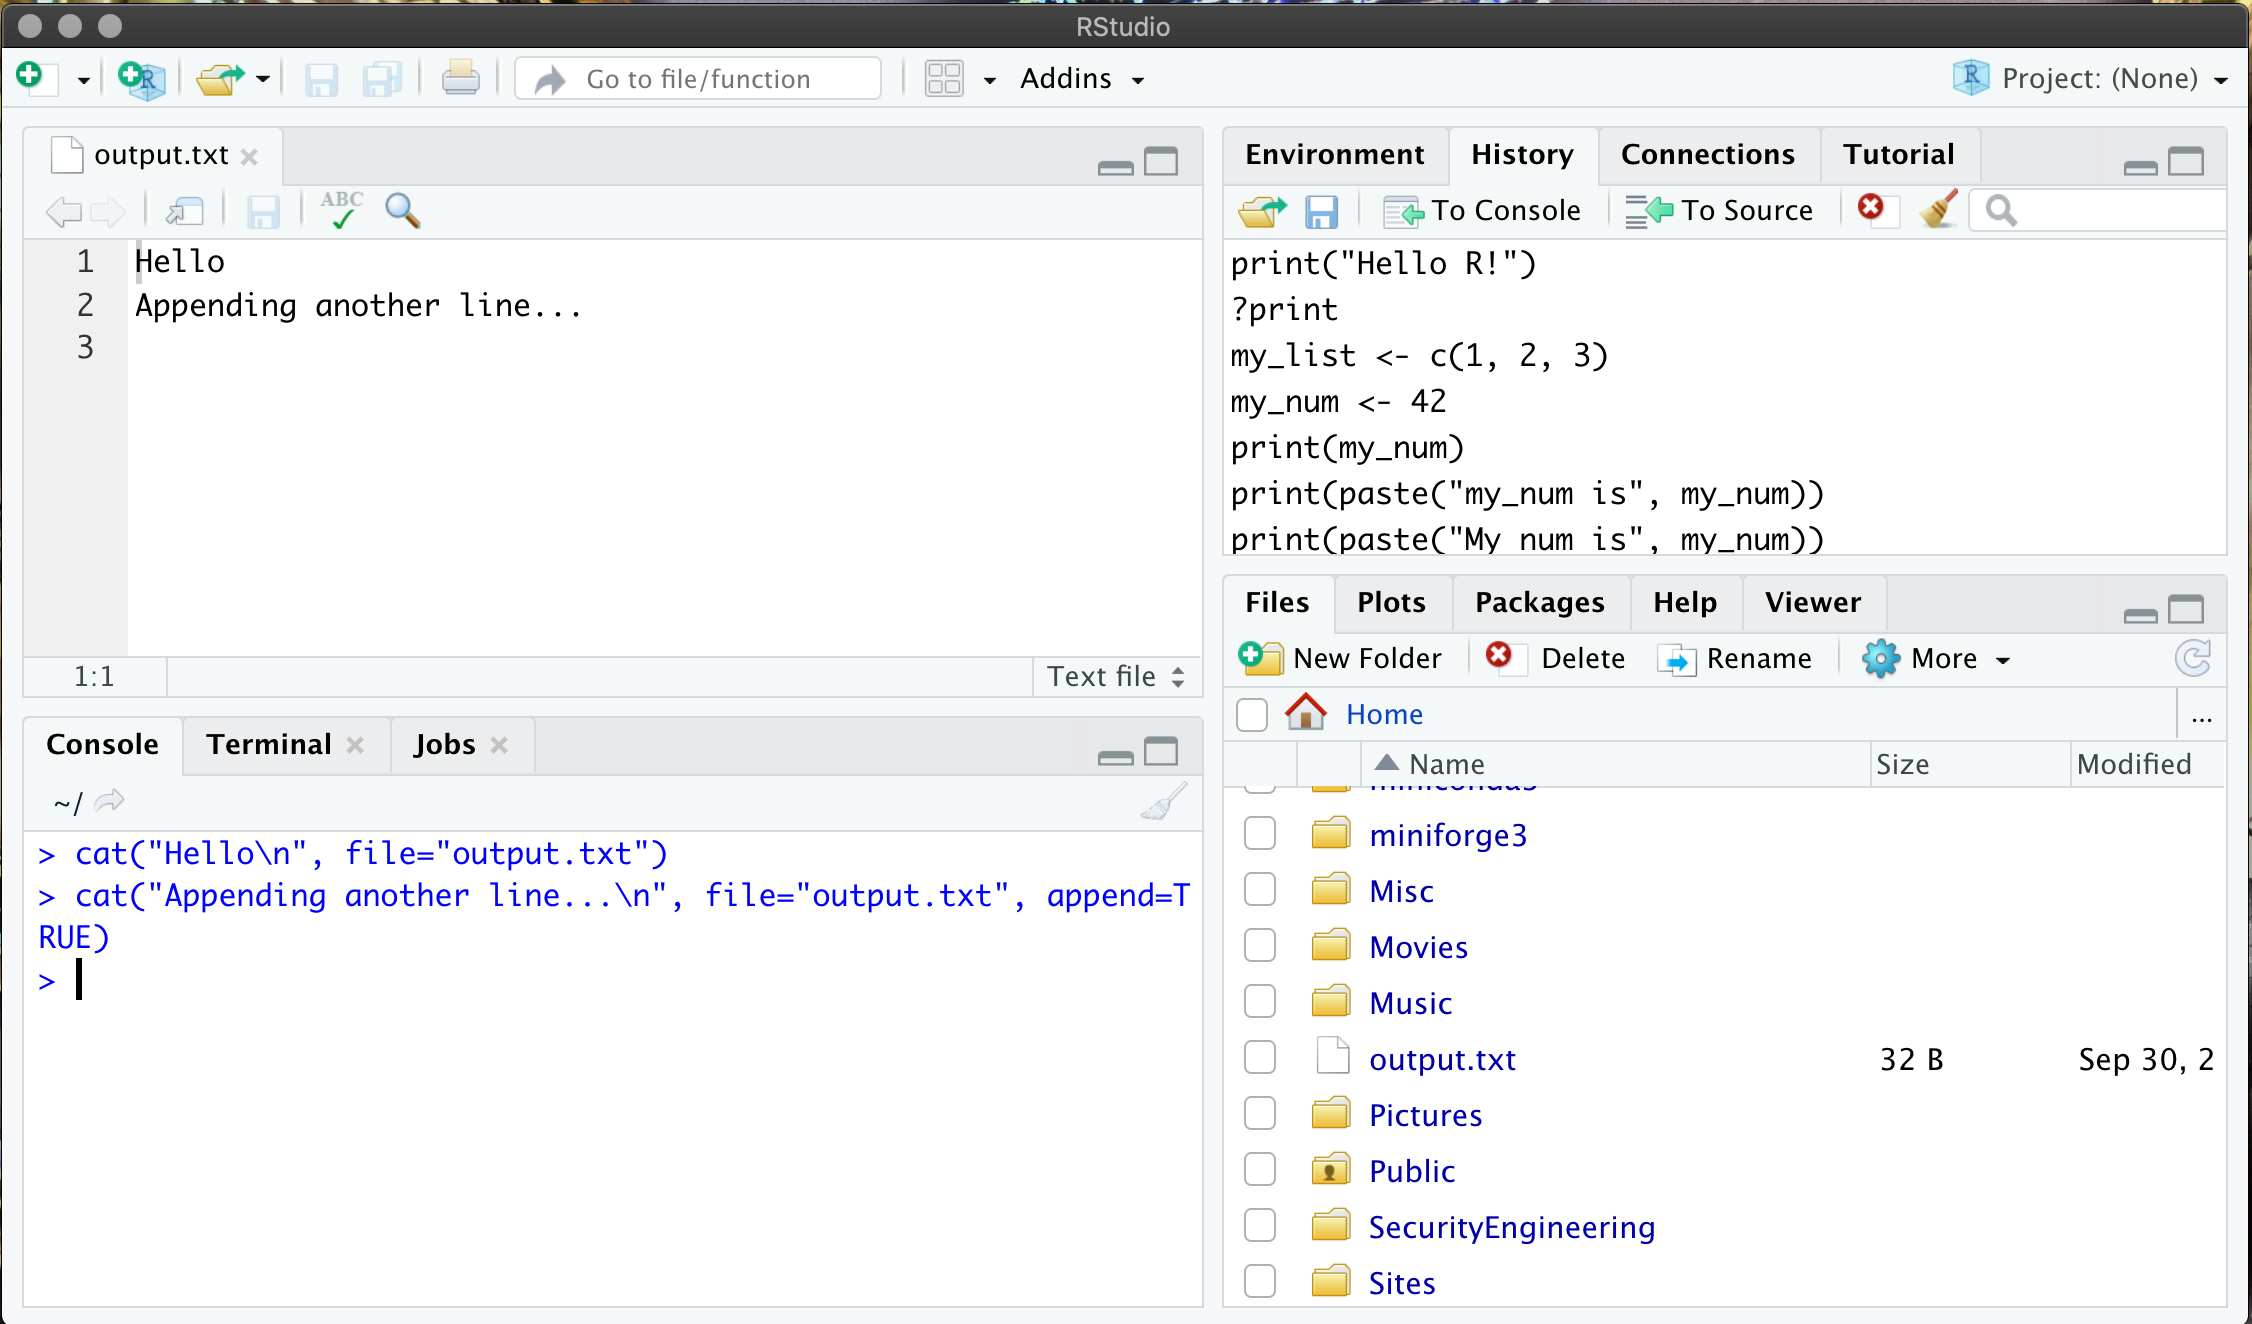 RStudio
Go to file/function
Addins
Project: (None)
output.txt
ABC
1 Hello
2 Appending another line...
3
1:1
Text file
Console Terminal Jobs
~/
> cat("Hello\n", file="output.txt")
> cat("Appending another line...\n", file="output.txt", append=T
RUE)
>
Environment History Connections Tutorial
To Console To Source
print("Hello R!")
?print
my_list <- c(1, 2, 3)
my_num <- 42
print(my_num)
print(paste("my_num is", my_num))
print(paste("My num is", my_num))
Files Plots Packages Help Viewer
New Folder Delete Rename More
Home ...
Name Size Modified
miniconda3
miniforge3
Misc
Movies
Music
output.txt 32 B Sep 30, 2
Pictures
Public
SecurityEngineering
Sites